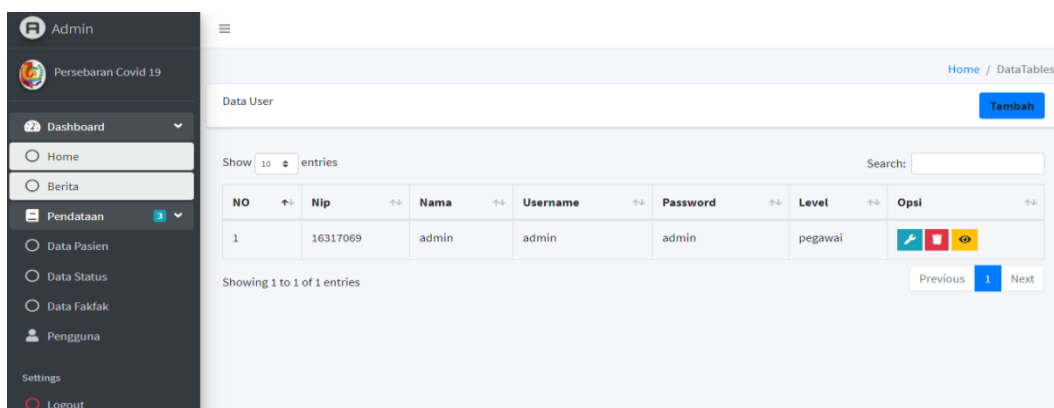 Admin
Persebaran Covid 19
Dashboard
Home
Berita
Pendataan 3
Data Pasien
Data Status
Data Fakfak
Pengguna
Settings
Logout
Home / DataTables
Data User
Tambah
Show 10 entries
Search:
NO Nip Nama Username Password Level Opsi
1 16317069 admin admin admin pegawai
Showing 1 to 1 of 1 entries
Previous 1 Next